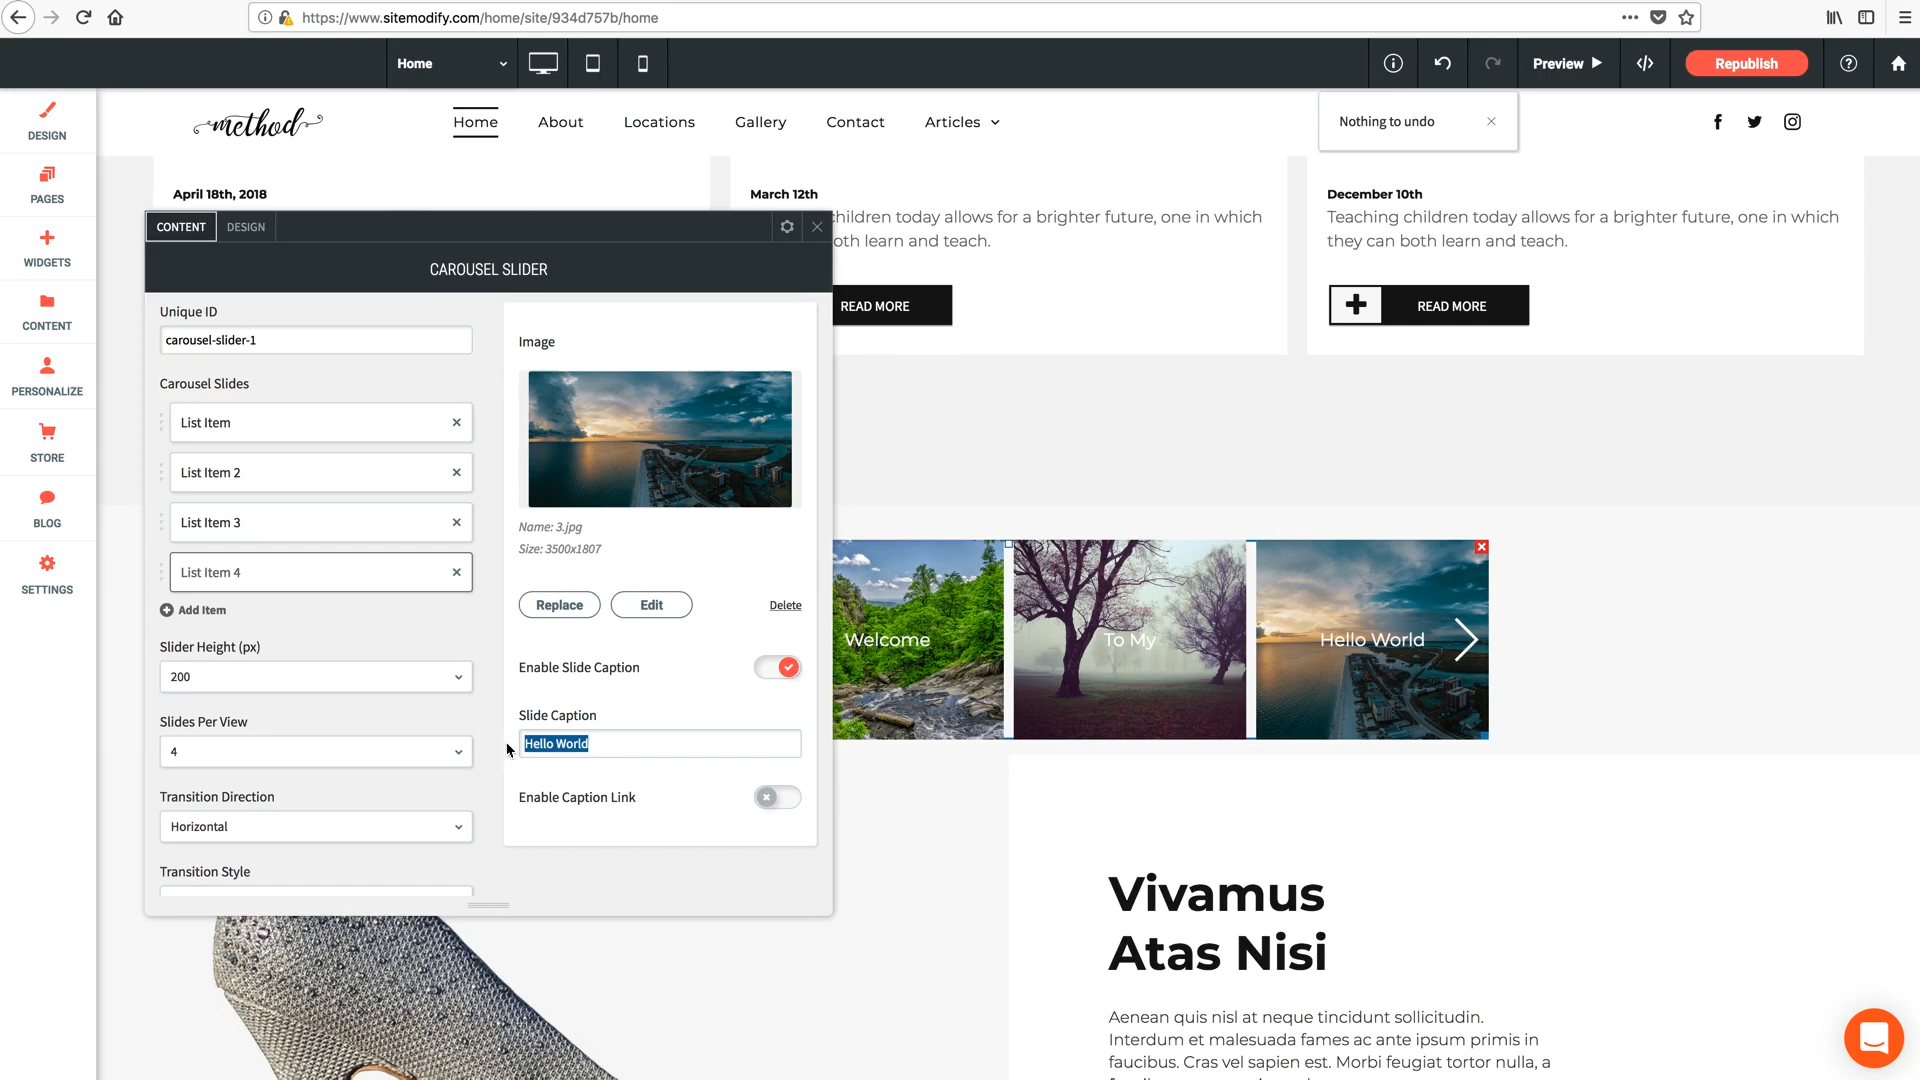 https://www.sitemodify.com/home/site/934d757b/home
Home
Preview
Republish
DESIGN
PAGES
WIDGETS
CONTENT
PERSONALIZE
STORE
BLOG
SETTINGS
method
Home
About
Locations
Gallery
Contact
Articles
Nothing to undo
April 18th, 2018
March 12th
hildren today allows for a brighter future, one in which
oth learn and teach.
READ MORE
December 10th
Teaching children today allows for a brighter future, one in which
they can both learn and teach.
READ MORE
CONTENT
DESIGN
CAROUSEL SLIDER
Unique ID
carousel-slider-1
Carousel Slides
List Item
List Item 2
List Item 3
List Item 4
Add Item
Slider Height (px)
200
Slides Per View
4
Transition Direction
Horizontal
Transition Style
Image
Name: 3.jpg
Size: 3500x1807
Replace
Edit
Delete
Enable Slide Caption
Slide Caption
Hello World
Enable Caption Link
Welcome
To My
Hello World
Vivamus
Atas Nisi
Aenean quis nisl at neque tincidunt sollicitudin.
Interdum et malesuada fames ac ante ipsum primis in
faucibus. Cras vel sapien est. Morbi feugiat tortor nulla, a